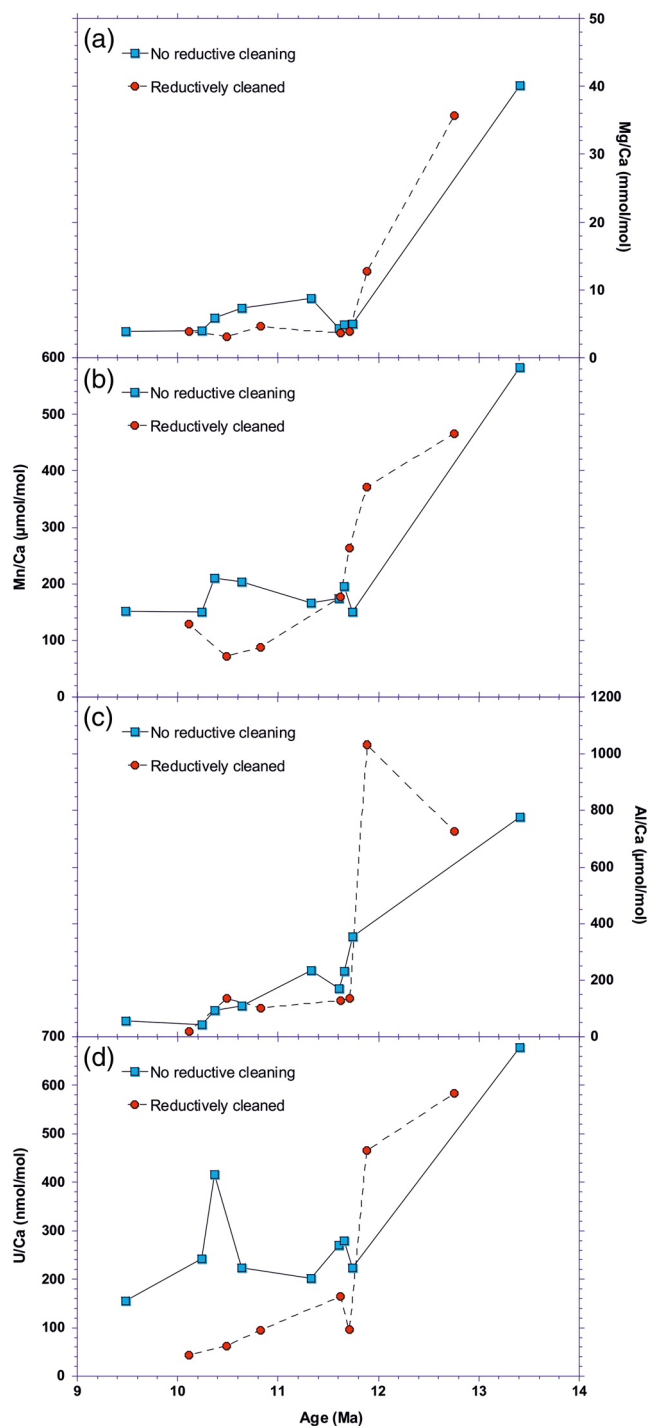 (a)
No reductive cleaning
Reductively cleaned
50
40
30
20
10
0
Mg/Ca (mmol/mol)
(b)
No reductive cleaning
Reductively cleaned
600
500
400
300
200
100
0
Mn/Ca (μmol/mol)
(c)
No reductive cleaning
Reductively cleaned
1200
1000
800
600
400
200
0
Al/Ca (μmol/mol)
(d)
No reductive cleaning
Reductively cleaned
700
600
500
400
300
200
100
0
U/Ca (nmol/mol)
9 10 11 12 13 14
Age (Ma)